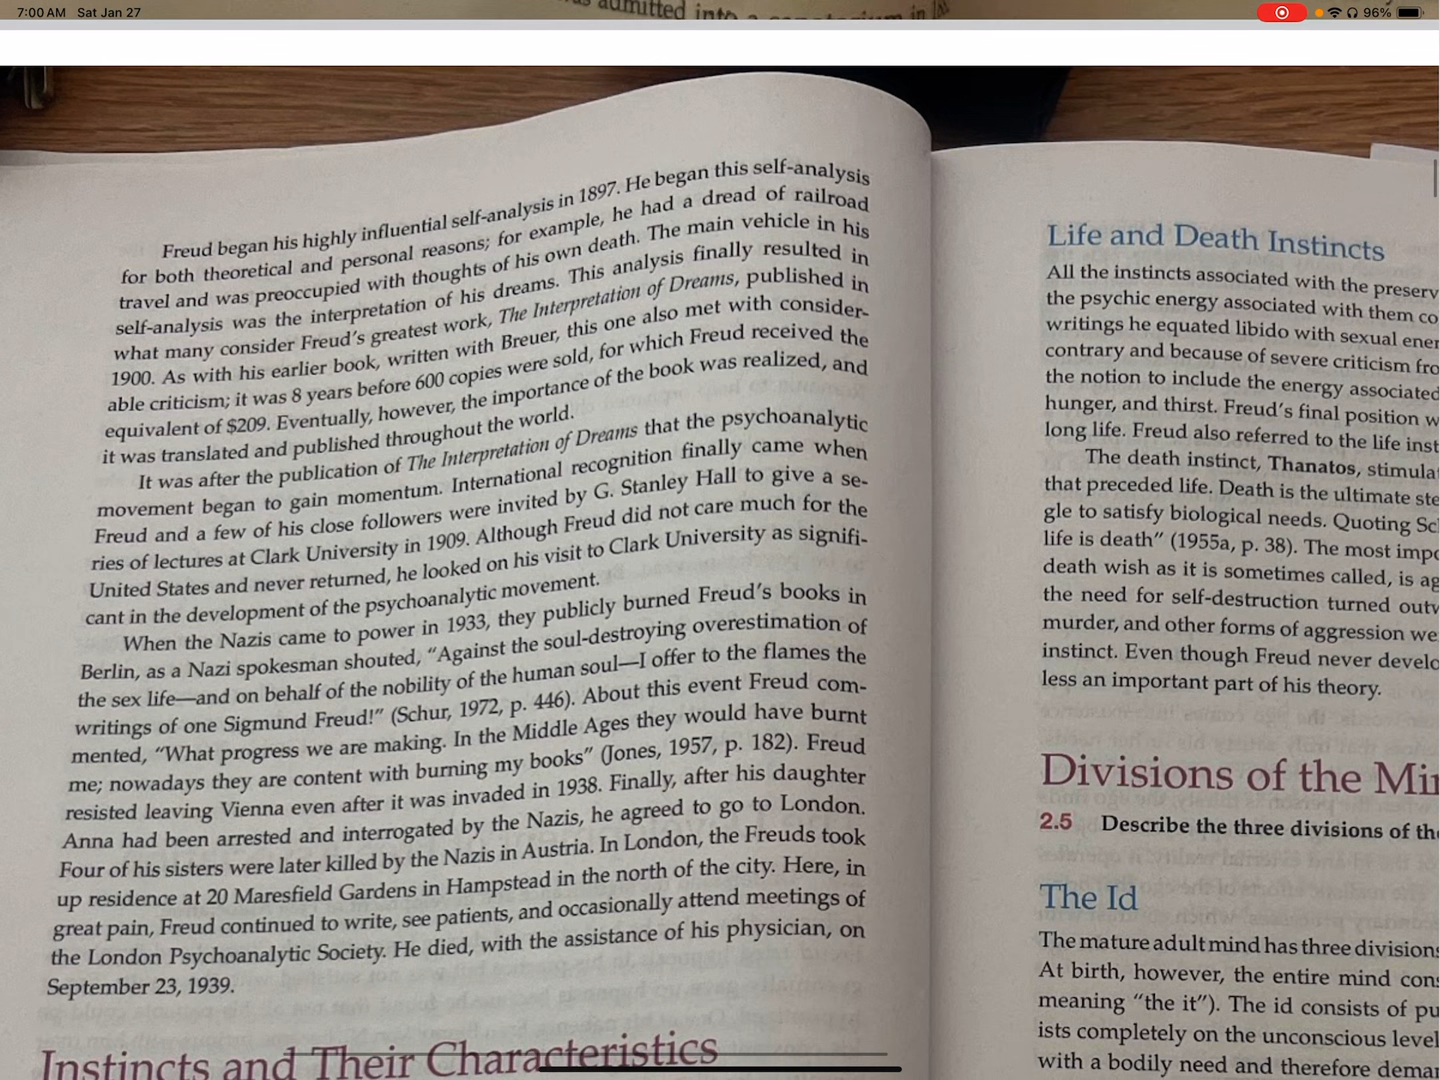 7:00 AM Sat Jan 27
96%
admitted into a
in
Freud began his highly influential self-analysis in 1897. He began this self-analysis
for both theoretical and personal reasons; for example, he had a dread of railroad
travel and was preoccupied with thoughts of his own death. The main vehicle in his
self-analysis was the interpretation of his dreams. This analysis finally resulted in
what many consider Freud's greatest work, The Interpretation of Dreams, published in
1900. As with his earlier book, written with Breuer, this one also met with consider-
able criticism; it was 8 years before 600 copies were sold, for which Freud received the
equivalent of $209. Eventually, however, the importance of the book was realized, and
it was translated and published throughout the world.
It was after the publication of The Interpretation of Dreams that the psychoanalytic
movement began to gain momentum. International recognition finally came when
Freud and a few of his close followers were invited by G. Stanley Hall to give a se-
ries of lectures at Clark University in 1909. Although Freud did not care much for the
United States and never returned, he looked on his visit to Clark University as signifi-
cant in the development of the psychoanalytic movement.
When the Nazis came to power in 1933, they publicly burned Freud's books in
Berlin, as a Nazi spokesman shouted, "Against the soul-destroying overestimation of
the sex life—and on behalf of the nobility of the human soul—I offer to the flames the
writings of one Sigmund Freud!" (Schur, 1972, p. 446). About this event Freud com-
mented, "What progress we are making. In the Middle Ages they would have burnt
me; nowadays they are content with burning my books" (Jones, 1957, p. 182). Freud
resisted leaving Vienna even after it was invaded in 1938. Finally, after his daughter
Anna had been arrested and interrogated by the Nazis, he agreed to go to London.
Four of his sisters were later killed by the Nazis in Austria. In London, the Freuds took
up residence at 20 Maresfield Gardens in Hampstead in the north of the city. Here, in
great pain, Freud continued to write, see patients, and occasionally attend meetings of
the London Psychoanalytic Society. He died, with the assistance of his physician, on
September 23, 1939.
Instincts and Their Characteristics
Life and Death Instincts
All the instincts associated with the preserv
the psychic energy associated with them co
writings he equated libido with sexual ener
contrary and because of severe criticism fro
the notion to include the energy associated
hunger, and thirst. Freud's final position w
long life. Freud also referred to the life inst
The death instinct, Thanatos, stimula
that preceded life. Death is the ultimate ste
gle to satisfy biological needs. Quoting Sc
life is death" (1955a, p. 38). The most impo
death wish as it is sometimes called, is ag
the need for self-destruction turned outw
murder, and other forms of aggression we
instinct. Even though Freud never develo
less an important part of his theory.
Divisions of the Mi
2.5 Describe the three divisions of th
The Id
The mature adult mind has three divisions
At birth, however, the entire mind cons
meaning "the it"). The id consists of pu
ists completely on the unconscious level
with a bodily need and therefore dema